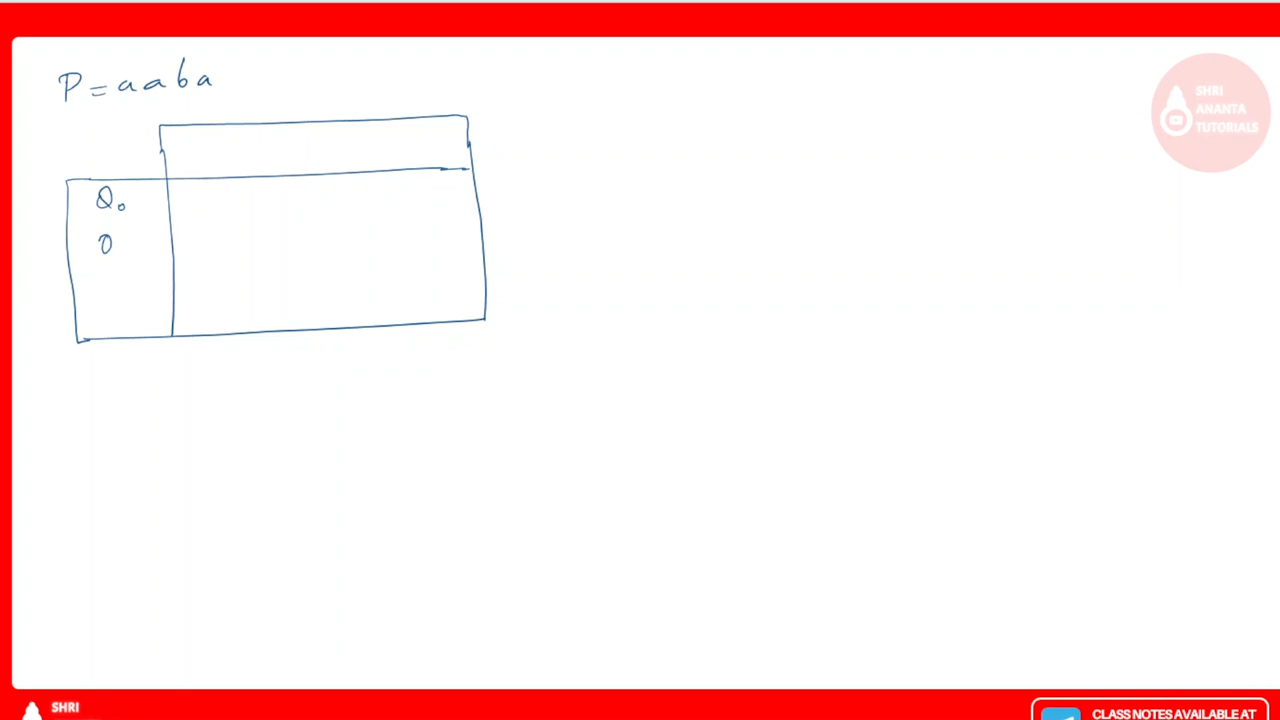 P = aaba
Q₀
0
SHRI
ANANTA
TUTORIALS
SHRI
CLASS NOTES AVAILABLE AT